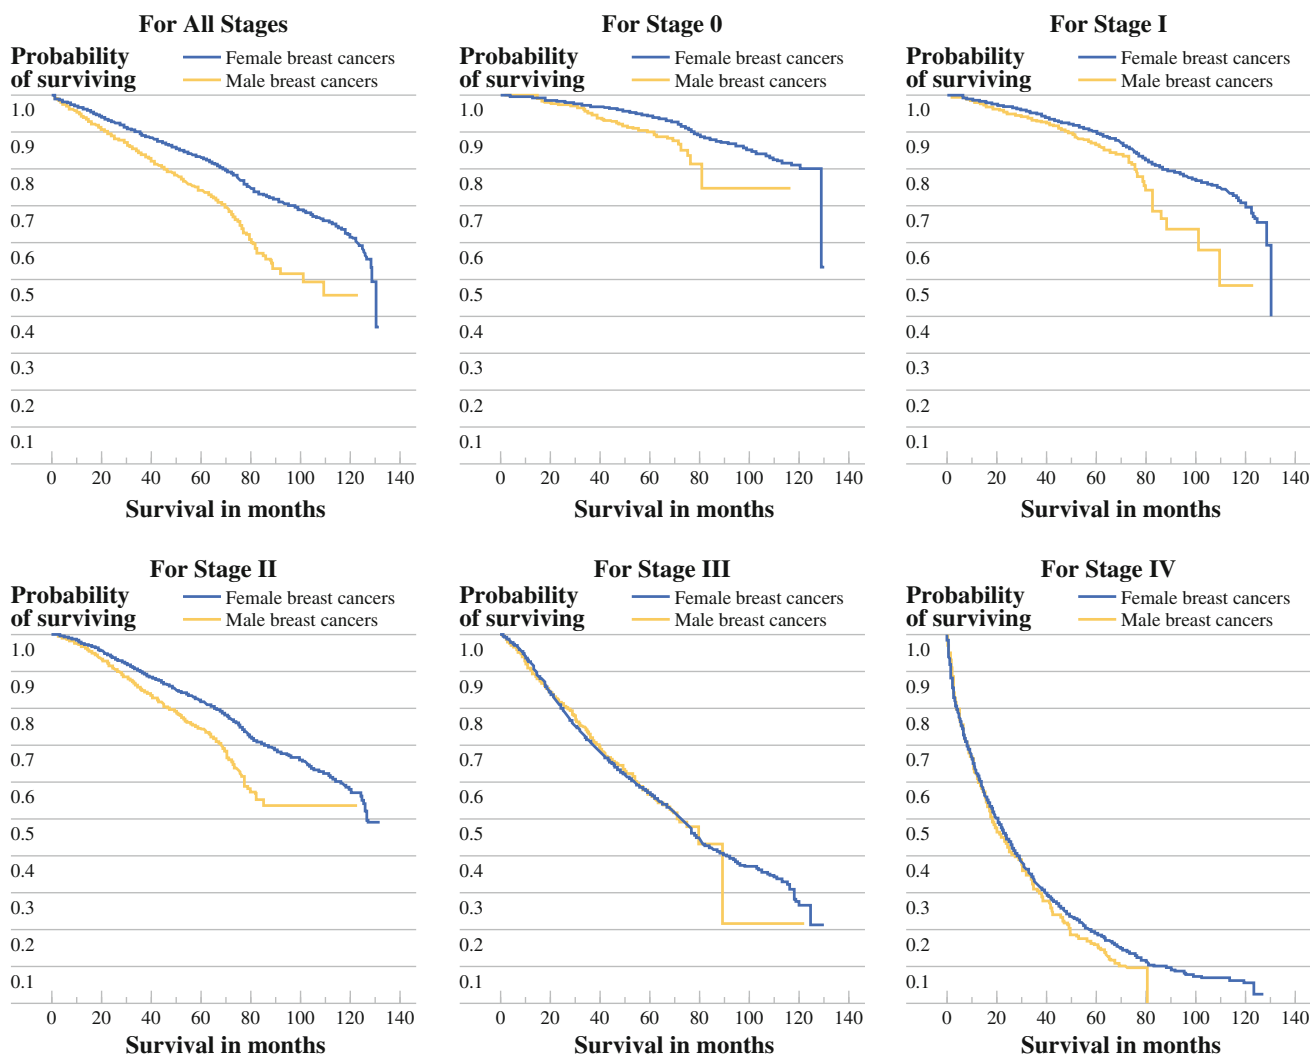 For All Stages
Probability
of surviving
Female breast cancers
Male breast cancers
1.0
0.9
0.8
0.7
0.6
0.5
0.4
0.3
0.2
0.1
0 20 40 60 80 100 120 140
Survival in months
For Stage 0
Probability
of surviving
Female breast cancers
Male breast cancers
1.0
0.9
0.8
0.7
0.6
0.5
0.4
0.3
0.2
0.1
0 20 40 60 80 100 120 140
Survival in months
For Stage I
Probability
of surviving
Female breast cancers
Male breast cancers
1.0
0.9
0.8
0.7
0.6
0.5
0.4
0.3
0.2
0.1
0 20 40 60 80 100 120 140
Survival in months
For Stage II
Probability
of surviving
Female breast cancers
Male breast cancers
1.0
0.9
0.8
0.7
0.6
0.5
0.4
0.3
0.2
0.1
0 20 40 60 80 100 120 140
Survival in months
For Stage III
Probability
of surviving
Female breast cancers
Male breast cancers
1.0
0.9
0.8
0.7
0.6
0.5
0.4
0.3
0.2
0.1
0 20 40 60 80 100 120 140
Survival in months
For Stage IV
Probability
of surviving
Female breast cancers
Male breast cancers
1.0
0.9
0.8
0.7
0.6
0.5
0.4
0.3
0.2
0.1
0 20 40 60 80 100 120 140
Survival in months